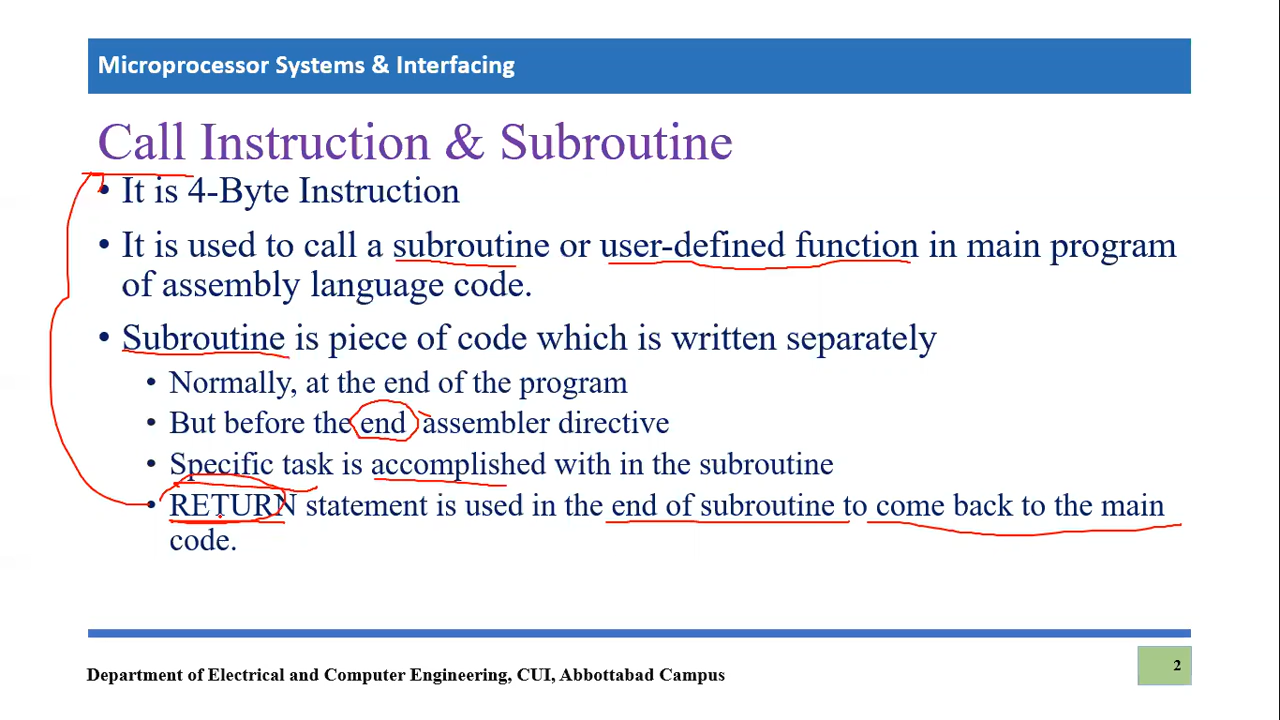 Microprocessor Systems & Interfacing
Call Instruction & Subroutine
• It is 4-Byte Instruction
• It is used to call a subroutine or user-defined function in main program
of assembly language code.
• Subroutine is piece of code which is written separately
• Normally, at the end of the program
• But before the end assembler directive
• Specific task is accomplished with in the subroutine
• RETURN statement is used in the end of subroutine to come back to the main
code.
Department of Electrical and Computer Engineering, CUI, Abbottabad Campus
2